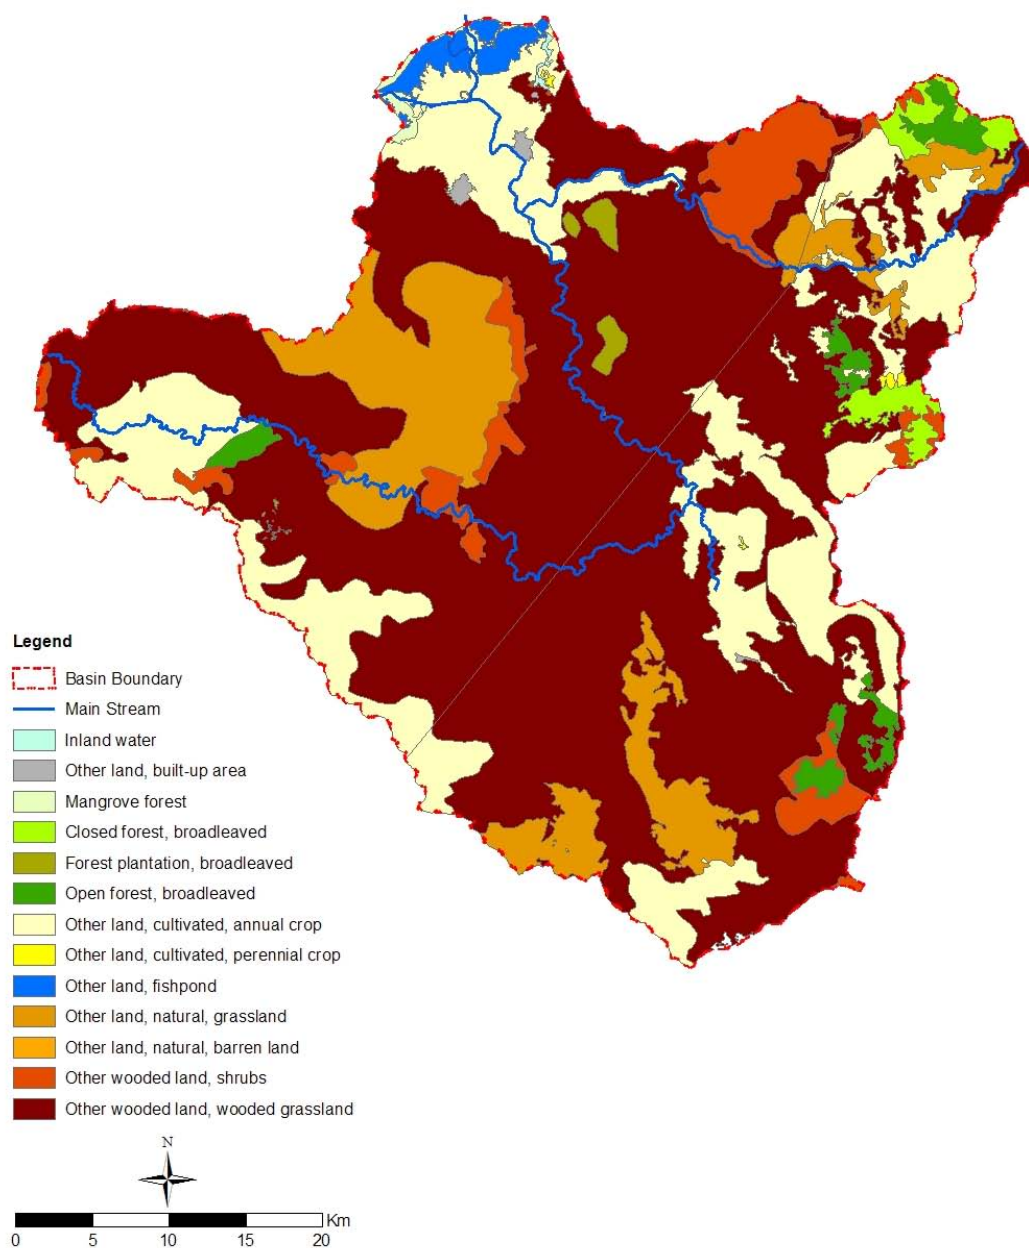 Legend
Basin Boundary
Main Stream
Inland water
Other land, built-up area
Mangrove forest
Closed forest, broadleaved
Forest plantation, broadleaved
Open forest, broadleaved
Other land, cultivated, annual crop
Other land, cultivated, perennial crop
Other land, fishpond
Other land, natural, grassland
Other land, natural, barren land
Other wooded land, shrubs
Other wooded land, wooded grassland
N
Km
0 5 10 15 20